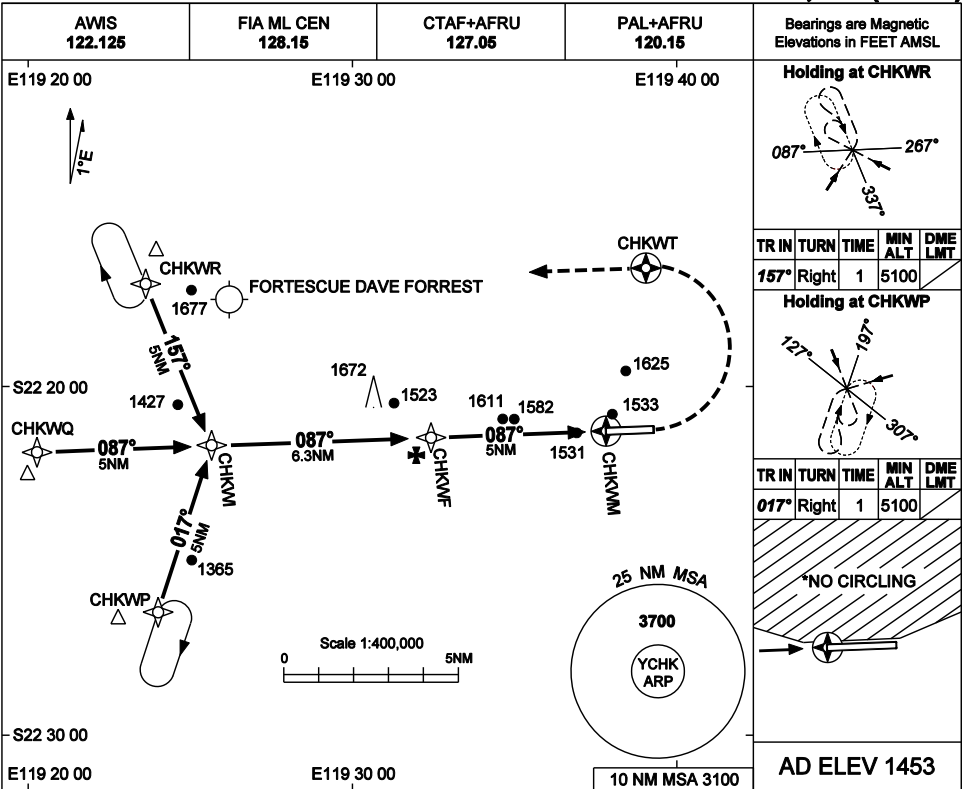 AWIS
122.125
FIA ML CEN
128.15
CTAF+AFRU
127.05
PAL+AFRU
120.15
Bearings are Magnetic
Elevations in FEET AMSL
E119 20 00
E119 30 00
E119 40 00
1°E
CHKWR
1677
FORTESCUE DAVE FORREST
CHKWT
157°
5NM
1672
1523
1625
S22 20 00
1427
1611
1582
1533
CHKWQ
087°
5NM
087°
6.3NM
087°
5NM
1531
CHKWI
CHKWF
CHKWM
017°
5NM
1365
CHKWP
25 NM MSA
3700
YCHK
ARP
Scale 1:400,000
0
5NM
S22 30 00
E119 20 00
E119 30 00
10 NM MSA 3100
Holding at CHKWR
087°
267°
337°
TR IN TURN TIME MIN ALT DME LMT
157° Right 1 5100
Holding at CHKWP
127°
197°
307°
TR IN TURN TIME MIN ALT DME LMT
017° Right 1 5100
*NO CIRCLING
AD ELEV 1453